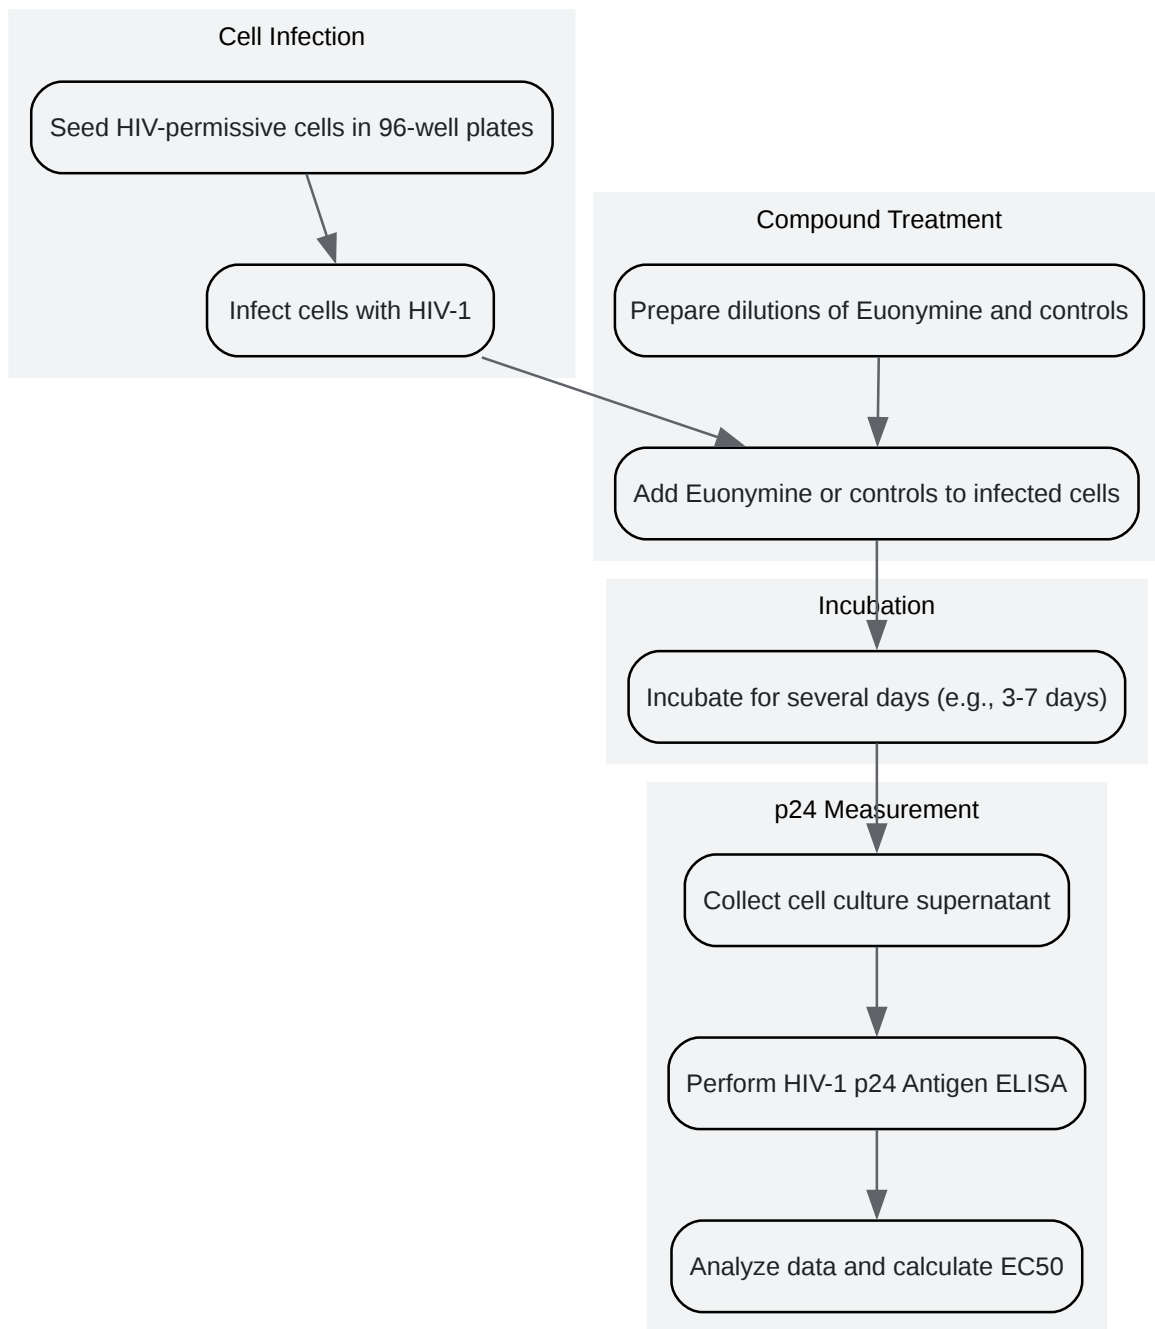 Cell Infection
Seed HIV-permissive cells in 96-well plates
Infect cells with HIV-1
Compound Treatment
Prepare dilutions of Euonymine and controls
Add Euonymine or controls to infected cells
Incubation
Incubate for several days (e.g., 3-7 days)
p24 Measurement
Collect cell culture supernatant
Perform HIV-1 p24 Antigen ELISA
Analyze data and calculate EC50